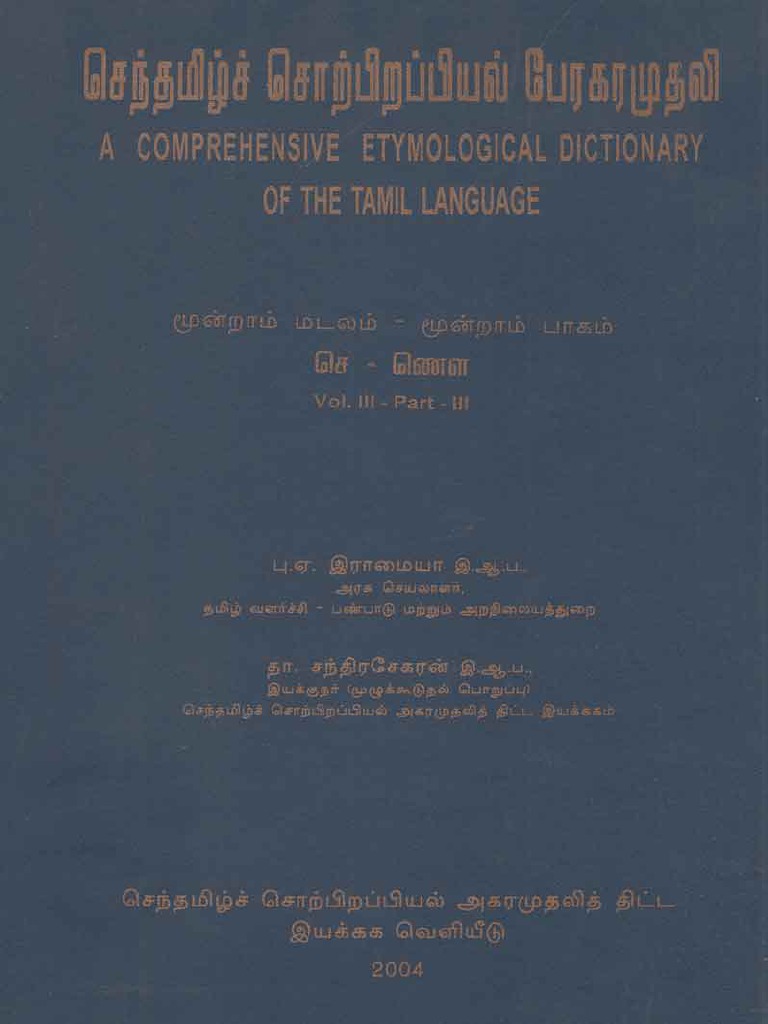 செந்தமிழ்ச் சொற்பிறப்பியல் பேரகரமுதலி
A COMPREHENSIVE ETYMOLOGICAL DICTIONARY
OF THE TAMIL LANGUAGE
மூன்றாம் மடலம் - மூன்றாம் பாகம்
செ - ணௌ
Vol. III - Part - III
பு.ஏ. இராமையா இ.ஆ.ப.,
அரசு செயலாளர்,
தமிழ் வளர்ச்சி - பண்பாடு மற்றும் அறநிலையத்துறை
தா. சந்திரசேகரன் இ.ஆ.ப.,
இயக்குநர் (முழுக்கூடுதல் பொறுப்பு)
செந்தமிழ்ச் சொற்பிறப்பியல் அகரமுதலித் திட்ட இயக்ககம்
செந்தமிழ்ச் சொற்பிறப்பியல் அகரமுதலித் திட்ட
இயக்கக வெளியீடு
2004